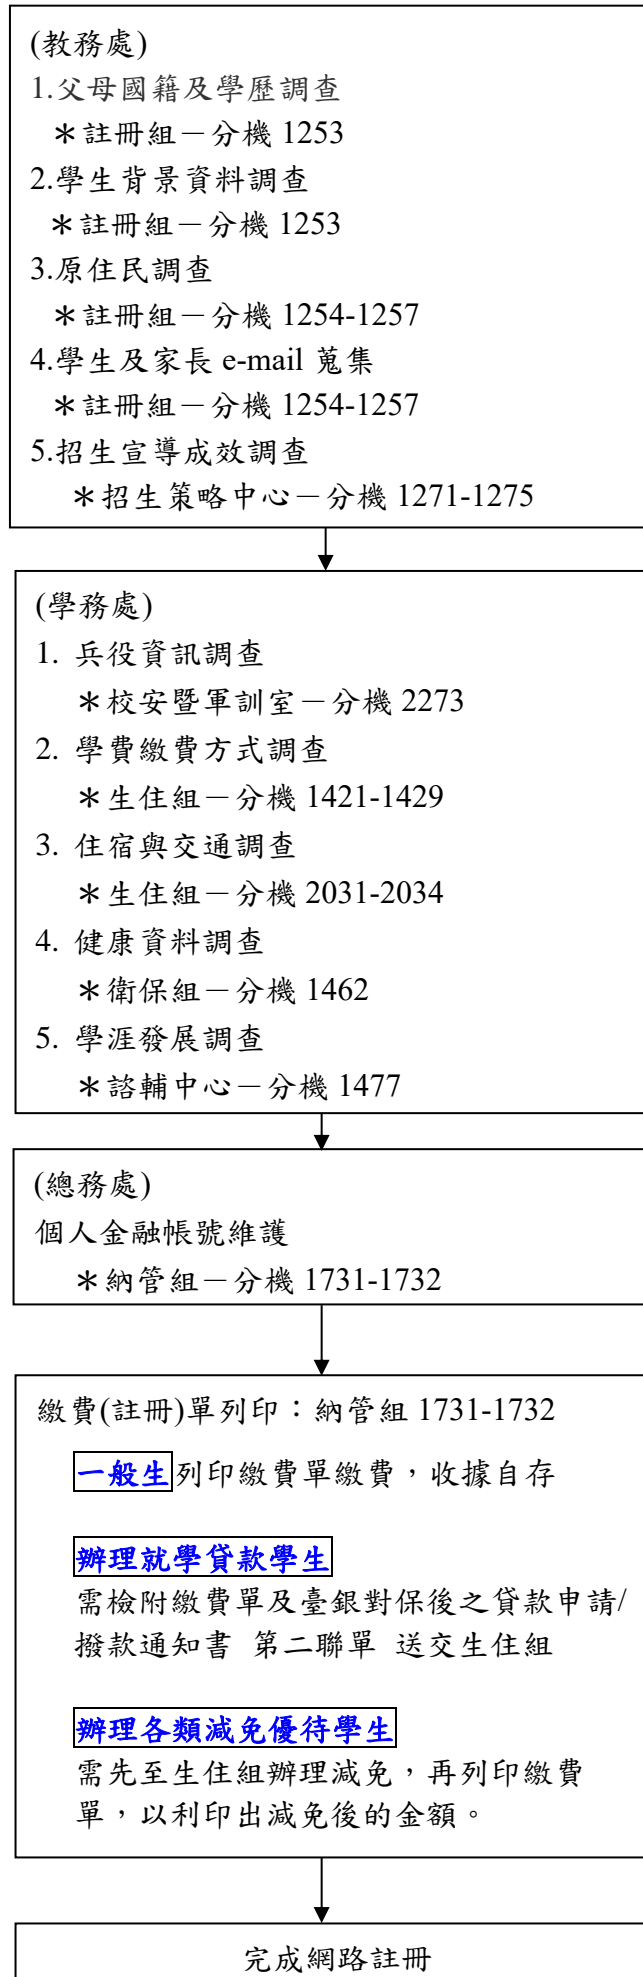 (教務處)
1.父母國籍及學歷調查
＊註冊組－分機 1253
2.學生背景資料調查
＊註冊組－分機 1253
3.原住民調查
＊註冊組－分機 1254-1257
4.學生及家長 e-mail 蒐集
＊註冊組－分機 1254-1257
5.招生宣導成效調查
＊招生策略中心－分機 1271-1275
(學務處)
1. 兵役資訊調查
＊校安暨軍訓室－分機 2273
2. 學費繳費方式調查
＊生住組－分機 1421-1429
3. 住宿與交通調查
＊生住組－分機 2031-2034
4. 健康資料調查
＊衛保組－分機 1462
5. 學涯發展調查
＊諮輔中心－分機 1477
(總務處)
個人金融帳號維護
＊納管組－分機 1731-1732
繳費(註冊)單列印：納管組 1731-1732
一般生列印繳費單繳費，收據自存
辦理就學貸款學生
需檢附繳費單及臺銀對保後之貸款申請/
撥款通知書 第二聯單 送交生住組
辦理各類減免優待學生
需先至生住組辦理減免，再列印繳費
單，以利印出減免後的金額。
完成網路註冊